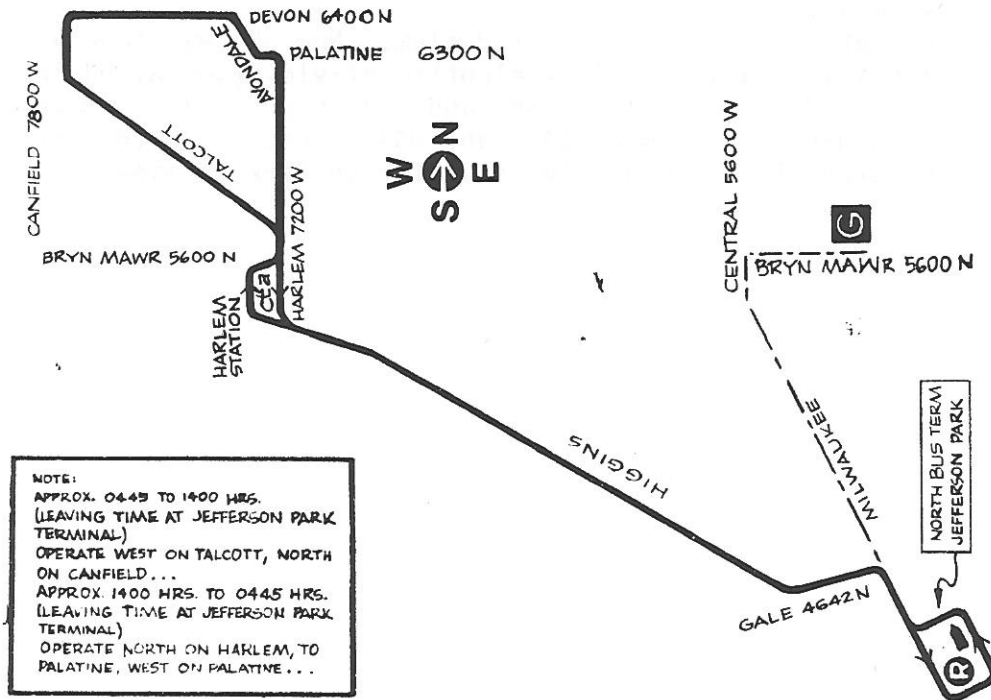 DEVON 6400 N
AVONDALE
PALATINE 6300 N
CANFIELD 7800 W
TALCOTT
W N
S E
HARLEM 7200 W
BRYN MAWR 5600 N
cta
HARLEM
STATION
CENTRAL 5600 W
G
BRYN MAWR 5600 N
HIGGINS
MILWAUKEE
NORTH BUS TERM
JEFFERSON PARK
GALE 4642 N
R
NOTE:
APPROX. 0445 TO 1400 HRS.
(LEAVING TIME AT JEFFERSON PARK
TERMINAL)
OPERATE WEST ON TALCOTT, NORTH
ON CANFIELD...
APPROX. 1400 HRS. TO 0445 HRS.
(LEAVING TIME AT JEFFERSON PARK
TERMINAL)
OPERATE NORTH ON HARLEM, TO
PALATINE, WEST ON PALATINE...